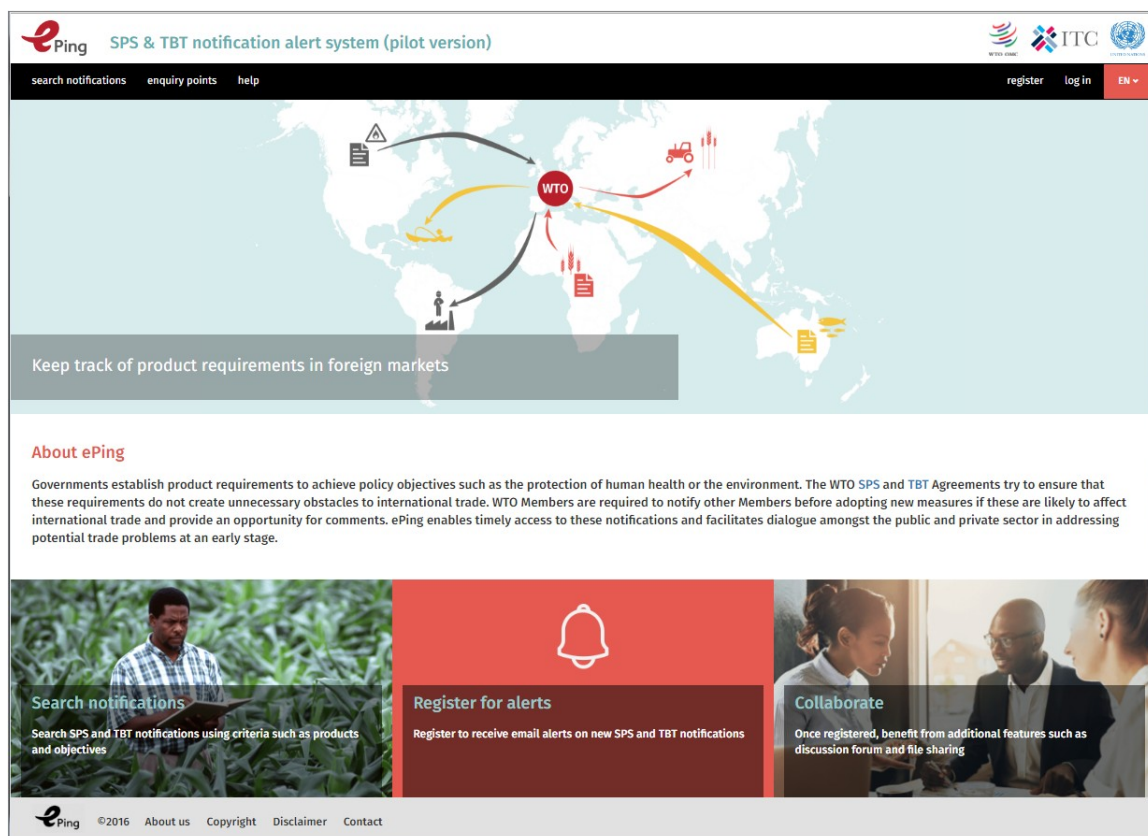 ePing
SPS & TBT notification alert system (pilot version)
WTO OMC
ITC
UNITED NATIONS
search notifications enquiry points help register log in EN
WTO
Keep track of product requirements in foreign markets
About ePing
Governments establish product requirements to achieve policy objectives such as the protection of human health or the environment. The WTO SPS and TBT Agreements try to ensure that
these requirements do not create unnecessary obstacles to international trade. WTO Members are required to notify other Members before adopting new measures if these are likely to affect
international trade and provide an opportunity for comments. ePing enables timely access to these notifications and facilitates dialogue amongst the public and private sector in addressing
potential trade problems at an early stage.
Search notifications
Search SPS and TBT notifications using criteria such as products
and objectives
Register for alerts
Register to receive email alerts on new SPS and TBT notifications
Collaborate
Once registered, benefit from additional features such as
discussion forum and file sharing
ePing ©2016 About us Copyright Disclaimer Contact